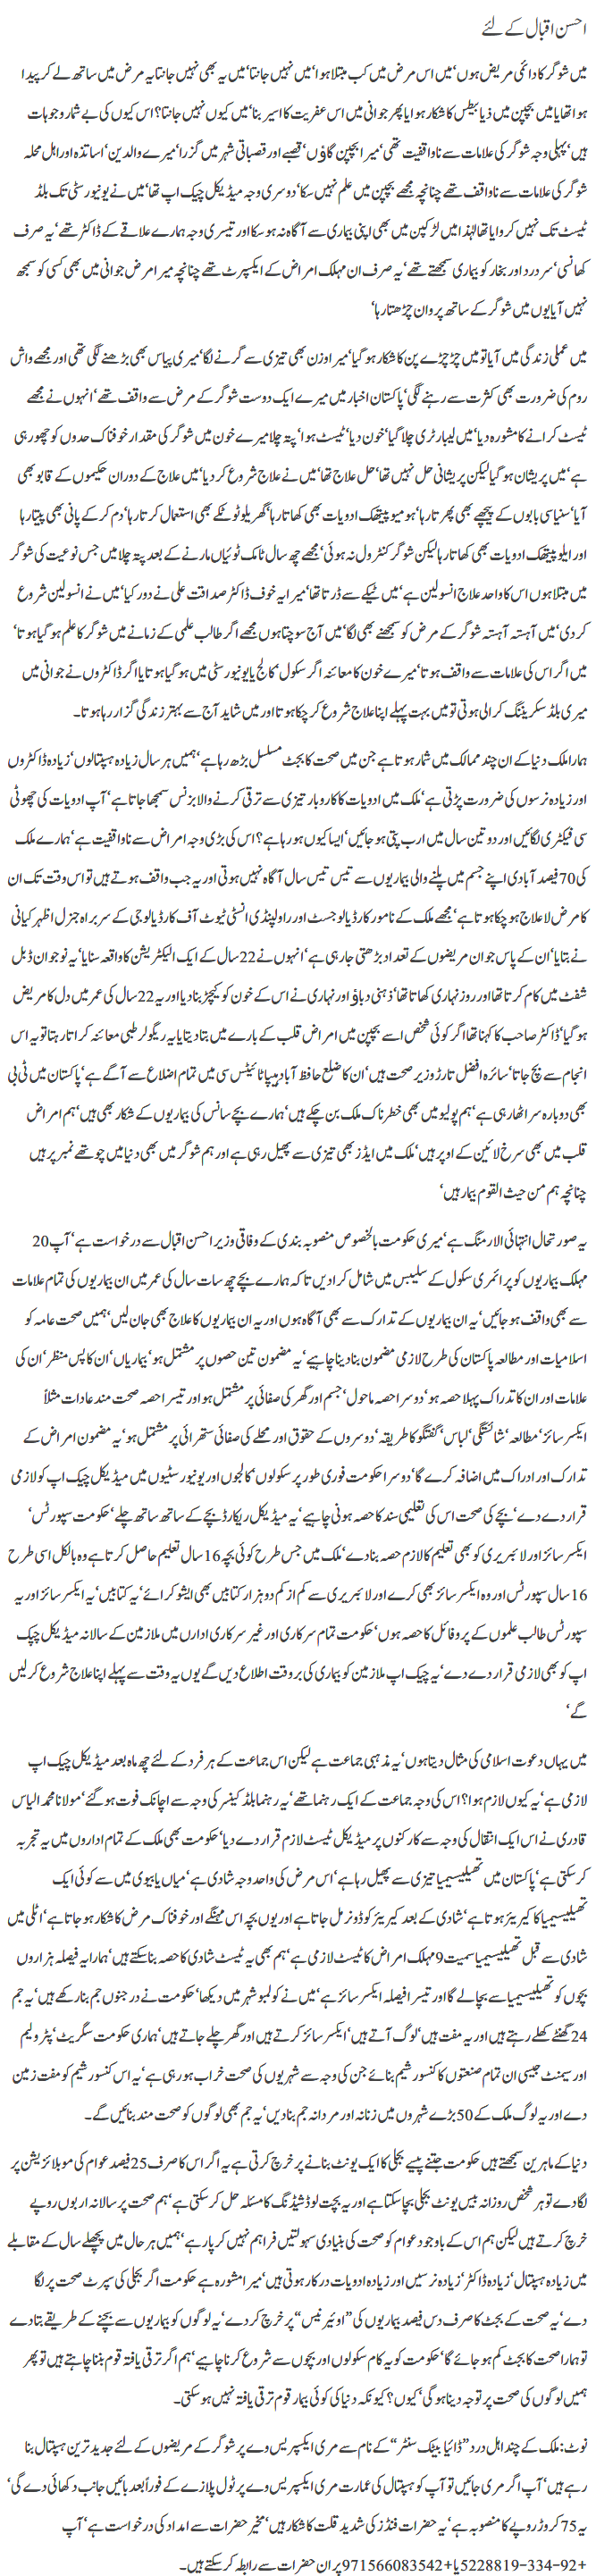 احسن اقبال کے لئے
میں شوگر کا دائمی مریض ہوں‘ میں اس مرض میں کب مبتلا ہوا‘ میں نہیں جانتا‘ میں یہ بھی نہیں جانتا یہ مرض میں ساتھ لے کر پیدا
ہوا تھا یا میں بچپن میں ذیابیطس کا شکار ہوا یا پھر جوانی میں اس عفریت کا اسیر بنا‘ میں کیوں نہیں جانتا؟ اس کیوں کی بے شمار وجوہات
ہیں‘ پہلی وجہ شوگر کی علامات سے ناواقفیت تھی‘ میرا بچپن گاؤں‘ قصبے اور قصباتی شہر میں گزرا‘ میرے والدین‘ اساتذہ اور اہل محلہ
شوگر کی علامات سے ناواقف تھے چنانچہ مجھے بچپن میں علم نہیں سکا‘ دوسری وجہ میڈیکل چیک اپ تھا‘ میں نے یونیورسٹی تک بلڈ
ٹیسٹ تک نہیں کروایا تھا لہٰذا میں لڑکپن میں بھی اپنی بیماری سے آگاہ نہ ہو سکا اور تیسری وجہ ہمارے علاقے کے ڈاکٹر تھے‘ یہ صرف
کھانسی‘ سر درد اور بخار کو بیماری سمجھتے تھے‘ یہ صرف ان مہلک امراض کے ایکسپرٹ تھے چنانچہ میرا مرض جوانی میں بھی کسی کو سمجھ
نہیں آیا یوں میں شوگر کے ساتھ پروان چڑھتا رہا‘
میں عملی زندگی میں آیا تو میں چڑچڑے پن کا شکار ہو گیا‘ میرا وزن بھی تیزی سے گرنے لگا‘ میری پیاس بھی بڑھنے لگی تھی اور مجھے واش
روم کی ضرورت بھی کثرت سے رہنے لگی‘ پاکستان اخبار میں میرے ایک دوست شوگر کے مرض سے واقف تھے‘ انہوں نے مجھے
ٹیسٹ کرانے کا مشورہ دیا‘ میں لیبارٹری چلا گیا‘ خون دیا‘ ٹیسٹ ہوا‘ پتہ چلا میرے خون میں شوگر کی مقدار خوفناک حدوں کو چھو رہی
ہے‘ میں پریشان ہو گیا لیکن پریشانی حل نہیں تھا‘ حل علاج تھا‘ میں نے علاج شروع کر دیا‘ میں علاج کے دوران حکیموں کے قابو بھی
آیا‘ سنیاسی بابوں کے پیچھے بھی پھرتا رہا‘ ہومیو پیتھک ادویات بھی کھاتا رہا‘ گھریلو ٹوٹکے بھی استعمال کرتا رہا‘ دم کر کے پانی بھی پیتا رہا
اور ایلو پیتھک ادویات بھی کھاتا رہا لیکن شوگر کنٹرول نہ ہوئی‘ مجھے چھ سال ٹامک ٹوئیاں مارنے کے بعد پتہ چلا میں جس نوعیت کی شوگر
میں مبتلا ہوں اس کا واحد علاج انسولین ہے‘ میں ٹیکے سے ڈرتا تھا‘ میرا یہ خوف ڈاکٹر صداقت علی نے دور کیا‘ میں نے انسولین شروع
کر دی‘ میں آہستہ آہستہ شوگر کے مرض کو سمجھنے بھی لگا‘ میں آج سوچتا ہوں مجھے اگر طالب علمی کے زمانے میں شوگر کا علم ہو گیا ہوتا‘
میں اگر اس کی علامات سے واقف ہوتا‘ میرے خون کا معائنہ اگر سکول‘ کالج یا یونیورسٹی میں ہو گیا ہوتا یا اگر ڈاکٹروں نے جوانی میں
میری بلڈ سکریننگ کرا لی ہوتی تو میں بہت پہلے اپنا علاج شروع کر چکا ہوتا اور میں شاید آج سے بہتر زندگی گزار رہا ہوتا۔
ہمارا ملک دنیا کے ان چند ممالک میں شمار ہوتا ہے جن میں صحت کا بجٹ مسلسل بڑھ رہا ہے‘ ہمیں ہر سال زیادہ ہسپتالوں‘ زیادہ ڈاکٹروں
اور زیادہ نرسوں کی ضرورت پڑتی ہے‘ ملک میں ادویات کا کاروبار تیزی سے ترقی کرنے والا بزنس سمجھا جاتا ہے‘ آپ ادویات کی چھوٹی
سی فیکٹری لگائیں اور دو تین سال میں ارب پتی ہو جائیں‘ ایسا کیوں ہو رہا ہے؟ اس کی بڑی وجہ امراض سے ناواقفیت ہے‘ ہمارے ملک
کی 70 فیصد آبادی اپنے جسم میں پلنے والی بیماریوں سے تیس تیس سال آگاہ نہیں ہوتی اور یہ جب واقف ہوتے ہیں تو اس وقت تک ان
کا مرض لاعلاج ہو چکا ہوتا ہے‘ مجھے ملک کے نامور کارڈیالوجسٹ اور راولپنڈی انسٹی ٹیوٹ آف کارڈیالوجی کے سربراہ جنرل اظہر کیانی
نے بتایا‘ ان کے پاس جوان مریضوں کے تعداد بڑھتی جا رہی ہے‘ انہوں نے 22 سال کے ایک الیکٹریشن کا واقعہ سنایا‘ یہ نوجوان ڈبل
شفٹ میں کام کرتا تھا اور روز نہاری کھاتا تھا‘ ذہنی دباؤ اور نہاری نے اس کے خون کو کیچڑ بنا دیا اور یہ 22 سال کی عمر میں دل کا مریض
ہو گیا‘ ڈاکٹر صاحب کا کہنا تھا اگر کوئی شخص اسے بچپن میں امراض قلب کے بارے میں بتا دیتا یا یہ ریگولر طبی معائنہ کراتا رہتا تو یہ اس
انجام سے بچ جاتا‘ سائرہ افضل تارڑ وزیر صحت ہیں‘ ان کا ضلع حافظ آباد ہیپاٹائیٹس سی میں تمام اضلاع سے آگے ہے‘ پاکستان میں ٹی بی
بھی دوبارہ سر اٹھا رہی ہے‘ ہم پولیو میں بھی خطرناک ملک بن چکے ہیں‘ ہمارے بچے سانس کی بیماریوں کے شکار بھی ہیں‘ ہم امراض
قلب میں بھی سرخ لائین کے اوپر ہیں‘ ملک میں ایڈز بھی تیزی سے پھیل رہی ہے اور ہم شوگر میں بھی دنیا میں چوتھے نمبر پر ہیں
چنانچہ ہم من حیث القوم بیمار ہیں‘
یہ صورتحال انتہائی الارمنگ ہے‘ میری حکومت بالخصوص منصوبہ بندی کے وفاقی وزیر احسن اقبال سے درخواست ہے‘ آپ 20
مہلک بیماریوں کو پرائمری سکول کے سلیبس میں شامل کرا دیں تاکہ ہمارے بچے چھ سات سال کی عمر میں ان بیماریوں کی تمام علامات
سے بھی واقف ہو جائیں‘ یہ ان بیماریوں کے تدارک سے بھی آگاہ ہوں اور یہ ان بیماریوں کا علاج بھی جان لیں‘ ہمیں صحت عامہ کو
اسلامیات اور مطالعہ پاکستان کی طرح لازمی مضمون بنا دینا چاہیے‘ یہ مضمون تین حصوں پر مشتمل ہو‘ بیماریاں‘ ان کا پس منظر‘ ان کی
علامات اور ان کا تدارک پہلا حصہ ہو‘ دوسرا حصہ ماحول‘ جسم اور گھر کی صفائی پر مشتمل ہو اور تیسرا حصہ صحت مند عادات مثلاً
ایکسرسائز‘ مطالعہ‘ شائستگی‘ لباس‘ گفتگو کا طریقہ‘ دوسروں کے حقوق اور محلے کی صفائی ستھرائی پر مشتمل ہو‘ یہ مضمون امراض کے
تدارک اور ادراک میں اضافہ کرے گا‘ دوسرا حکومت فوری طور پر سکولوں‘ کالجوں اور یونیورسٹیوں میں میڈیکل چیک اپ کو لازمی
قرار دے دے‘ بچے کی صحت اس کی تعلیمی سند کا حصہ ہونی چاہیے‘ یہ میڈیکل ریکارڈ بچے کے ساتھ ساتھ چلے‘ حکومت سپورٹس‘
ایکسرسائز اور لائبریری کو بھی تعلیم کا لازم حصہ بنا دے‘ ملک میں جس طرح کوئی بچہ 16 سال تعلیم حاصل کرتا ہے وہ بالکل اسی طرح
16 سال سپورٹس اور وہ ایکسرسائز بھی کرے اور لائبریری سے کم از کم دو ہزار کتابیں بھی ایشو کرائے‘ یہ کتابیں‘ یہ ایکسرسائز اور یہ
سپورٹس طالب علموں کے پروفائل کا حصہ ہوں‘ حکومت تمام سرکاری اور غیر سرکاری اداروں میں ملازمین کے سالانہ میڈیکل چیک
اپ کو بھی لازمی قرار دے دے‘ یہ چیک اپ ملازمین کو بیماری کی بروقت اطلاع دیں گے یوں یہ وقت سے پہلے اپنا علاج شروع کر لیں
گے‘
میں یہاں دعوت اسلامی کی مثال دیتا ہوں‘ یہ مذہبی جماعت ہے لیکن اس جماعت کے ہر فرد کے لئے چھ ماہ بعد میڈیکل چیک اپ
لازمی ہے‘ یہ کیوں لازم ہوا؟ اس کی وجہ جماعت کے ایک رہنما تھے‘ یہ رہنما بلڈ کینسر کی وجہ سے اچانک فوت ہو گئے‘ مولانا محمد الیاس
قادری نے اس ایک انتقال کی وجہ سے کارکنوں پر میڈیکل ٹیسٹ لازم قرار دے دیا‘ حکومت بھی ملک کے تمام اداروں میں یہ تجربہ
کر سکتی ہے‘ پاکستان میں تھیلیسیمیا تیزی سے پھیل رہا ہے‘ اس مرض کی واحد وجہ شادی ہے‘ میاں یا بیوی میں سے کوئی ایک
تھیلیسیمیا کا کیریئر ہوتا ہے‘ شادی کے بعد کیریئر کو ڈونر مل جاتا ہے اور یوں بچہ اس مہنگے اور خوفناک مرض کا شکار ہو جاتا ہے‘ اٹلی میں
شادی سے قبل تھیلیسیمیا سمیت 9 مہلک امراض کا ٹیسٹ لازمی ہے‘ ہم بھی یہ ٹیسٹ شادی کا حصہ بنا سکتے ہیں‘ ہمارا یہ فیصلہ ہزاروں
بچوں کو تھیلیسیمیا سے بچا لے گا اور تیسرا فیصلہ ایکسرسائز ہے‘ میں نے کولمبو شہر میں دیکھا‘ حکومت نے درجنوں جم بنا رکھے ہیں‘ یہ جم
24 گھنٹے کھلے رہتے ہیں اور یہ مفت ہیں‘ لوگ آتے ہیں‘ ایکسرسائز کرتے ہیں اور گھر چلے جاتے ہیں‘ ہماری حکومت سگریٹ‘ پٹرولیم
اور سیمنٹ جیسی ان تمام صنعتوں کا کنسورشیم بنائے جن کی وجہ سے شہریوں کی صحت خراب ہو رہی ہے‘ یہ اس کنسورشیم کو مفت زمین
دے اور یہ لوگ ملک کے 50 بڑے شہروں میں زنانہ اور مردانہ جم بنا دیں‘ یہ جم بھی لوگوں کو صحت مند بنائیں گے۔
دنیا کے ماہرین سمجھتے ہیں حکومت جتنے پیسے بجلی کا ایک یونٹ بنانے پر خرچ کرتی ہے یہ اگر اس کا صرف 25 فیصد عوام کی موبلائزیشن پر
لگا دے تو ہر شخص روزانہ بیس یونٹ بجلی بچا سکتا ہے اور یہ بچت لوڈ شیڈنگ کا مسئلہ حل کر سکتی ہے‘ ہم صحت پر سالانہ اربوں روپے
خرچ کرتے ہیں لیکن ہم اس کے باوجود عوام کو صحت کی بنیادی سہولتیں فراہم نہیں کر پا رہے‘ ہمیں ہر حال میں پچھلے سال کے مقابلے
میں زیادہ ہسپتال‘ زیادہ ڈاکٹر‘ زیادہ نرسیں اور زیادہ ادویات درکار ہوتی ہیں‘ میرا مشورہ ہے حکومت اگر بجلی کی سپرٹ صحت پر لگا
دے‘ یہ صحت کے بجٹ کا صرف دس فیصد بیماریوں کی ”اوئیرنیس“ پر خرچ کر دے‘ یہ لوگوں کو بیماریوں سے بچنے کے طریقے بتا دے
تو ہمارا صحت کا بجٹ کم ہو جائے گا‘ حکومت کو یہ کام سکولوں اور بچوں سے شروع کرنا چاہیے‘ ہم اگر ترقی یافتہ قوم بننا چاہتے ہیں تو پھر
ہمیں لوگوں کی صحت پر توجہ دینا ہوگی‘ کیوں؟ کیونکہ دنیا کی کوئی بیمار قوم ترقی یافتہ نہیں ہو سکتی۔
نوٹ: ملک کے چند اہل درد ”ڈایا بیٹک سنٹر“ کے نام سے مری ایکسپریس وے پر شوگر کے مریضوں کے لئے جدید ترین ہسپتال بنا
رہے ہیں‘ آپ اگر مری جائیں تو آپ کو ہسپتال کی عمارت مری ایکسپریس وے پر ٹول پلازے کے فوراً بعد بائیں جانب دکھائی دے گی‘
یہ 75 کروڑ روپے کا منصوبہ ہے‘ یہ حضرات فنڈز کی شدید قلت کا شکار ہیں‘ مخیر حضرات سے امداد کی درخواست ہے‘ آپ
+92-334-5228819 یا +971566083542 پر ان حضرات سے رابطہ کر سکتے ہیں۔